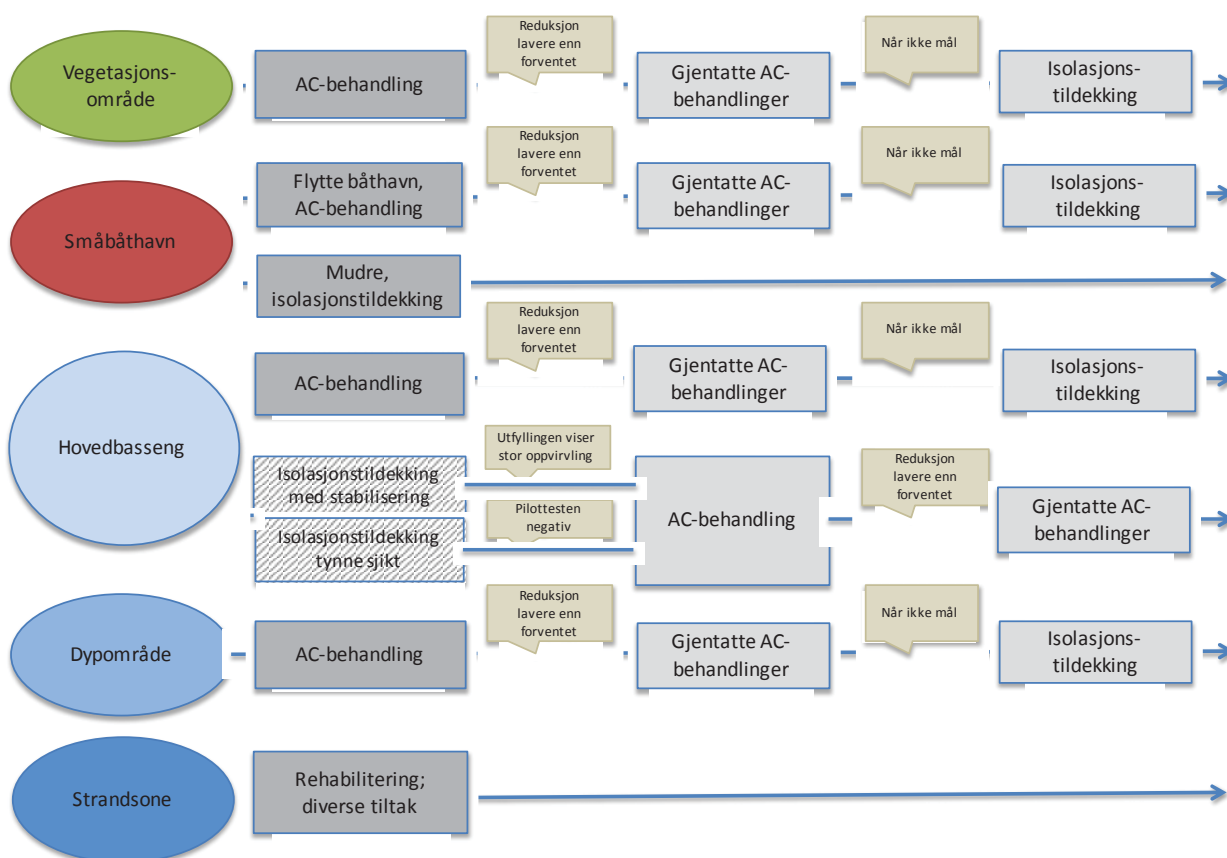 Vegetasjons-
område
AC-behandling
Reduksjon
lavere enn
forventet
Gjentatte AC-
behandlinger
Når ikke mål
Isolasjons-
tildekking
Småbåthavn
Flytte båthavn,
AC-behandling
Reduksjon
lavere enn
forventet
Gjentatte AC-
behandlinger
Når ikke mål
Isolasjons-
tildekking
Mudre,
isolasjonstildekking
Hovedbasseng
AC-behandling
Reduksjon
lavere enn
forventet
Gjentatte AC-
behandlinger
Når ikke mål
Isolasjons-
tildekking
Isolasjonstildekking
med stabilisering
Utfyllingen viser
stor oppvirvling
Isolasjonstildekking
tynne sjikt
Pilottesten
negativ
AC-behandling
Reduksjon
lavere enn
forventet
Gjentatte AC-
behandlinger
Dypområde
AC-behandling
Reduksjon
lavere enn
forventet
Gjentatte AC-
behandlinger
Når ikke mål
Isolasjons-
tildekking
Strandsone
Rehabilitering;
diverse tiltak